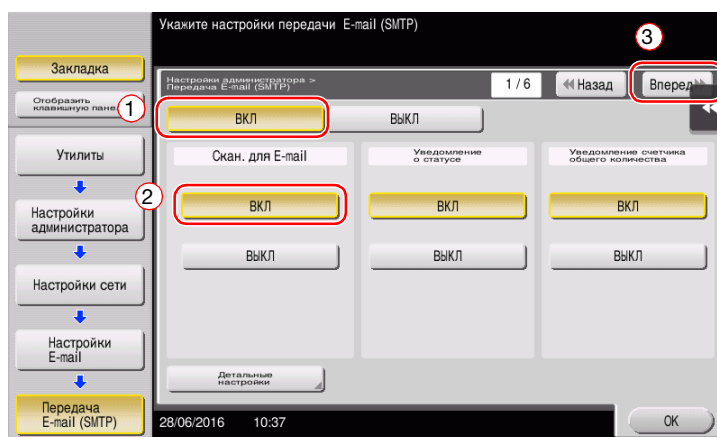 Укажите настройки передачи E-mail (SMTP)
3
Закладка
Настройки администратора >
Передача E-mail (SMTP)
1 / 6
Назад
Вперед
Отобразить
клавишную
1
ВКЛ
ВЫКЛ
Утилиты
Скан. для E-mail
Уведомление
о статусе
Уведомление счетчика
общего количества
2
ВКЛ
ВКЛ
ВКЛ
Настройки
администратора
ВЫКЛ
ВЫКЛ
ВЫКЛ
Настройки сети
Настройки
E-mail
Детальные
настройки
Передача
E-mail (SMTP)
28/06/2016 10:37
OK